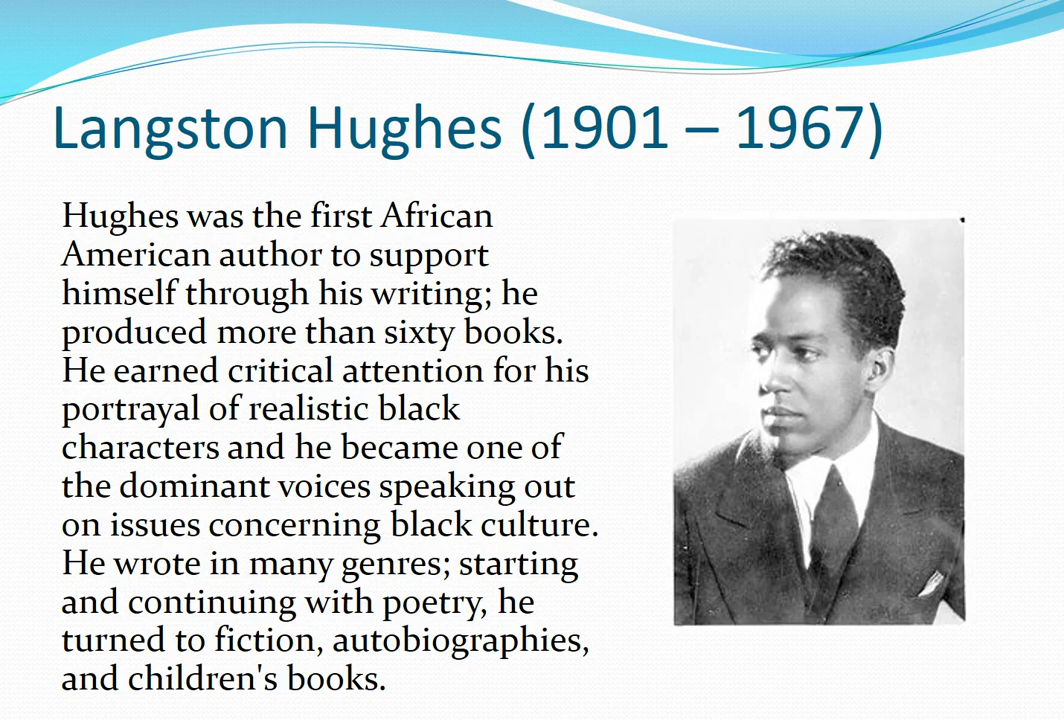 Langston Hughes (1901 – 1967)
Hughes was the first African
American author to support
himself through his writing; he
produced more than sixty books.
He earned critical attention for his
portrayal of realistic black
characters and he became one of
the dominant voices speaking out
on issues concerning black culture.
He wrote in many genres; starting
and continuing with poetry, he
turned to fiction, autobiographies,
and children's books.